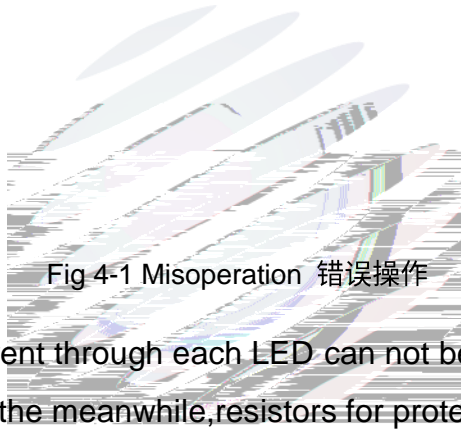 Fig 4-1 Misoperation 错误操作
ent through each LED can not be
the meanwhile,resistors for prote